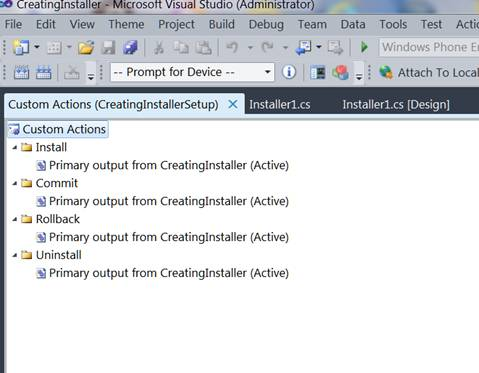 CreatingInstaller - Microsoft Visual Studio (Administrator)
File Edit View Theme Project Build Debug Team Data Tools Test
Windows Phone
-- Prompt for Device -- Attach To Local
Custom Actions (CreatingInstallerSetup) Installer1.cs Installer1.cs [Design]
Custom Actions
Install
Primary output from CreatingInstaller (Active)
Commit
Primary output from CreatingInstaller (Active)
Rollback
Primary output from CreatingInstaller (Active)
Uninstall
Primary output from CreatingInstaller (Active)